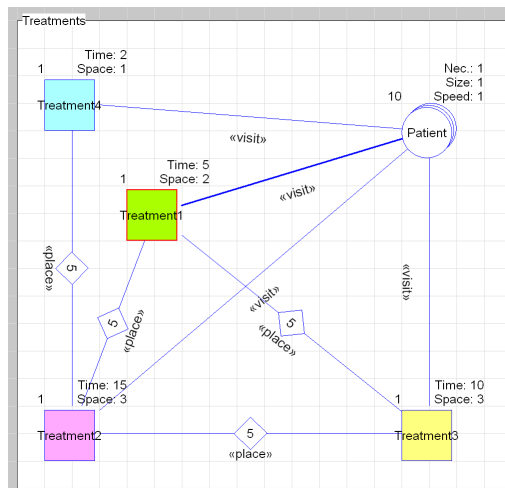 Treatments
Time: 2
1 Space: 1
Treatment4
Nec.: 1
Size: 1
10 Speed: 1
Patient
«visit»
Time: 5
1 Space: 2
Treatment1
«visit»
«place»
5
«visit»
5
«place»
«visit»
5
«place»
Time: 15
1 Space: 3
Treatment2
Time: 10
1 Space: 3
Treatment3
5
«place»